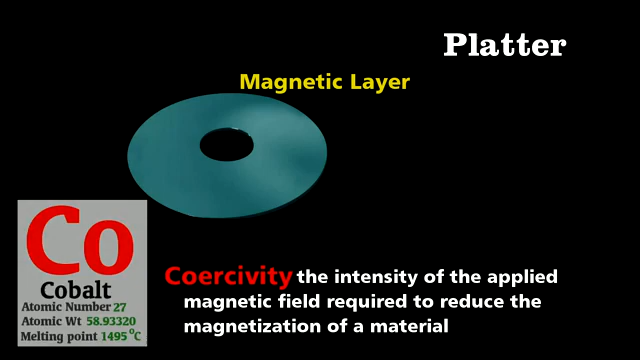 Platter
Magnetic Layer
Co
Cobalt
Atomic Number 27
Atomic Wt 58.93320
Melting point 1495 °C
Coercivity the intensity of the applied
magnetic field required to reduce the
magnetization of a material